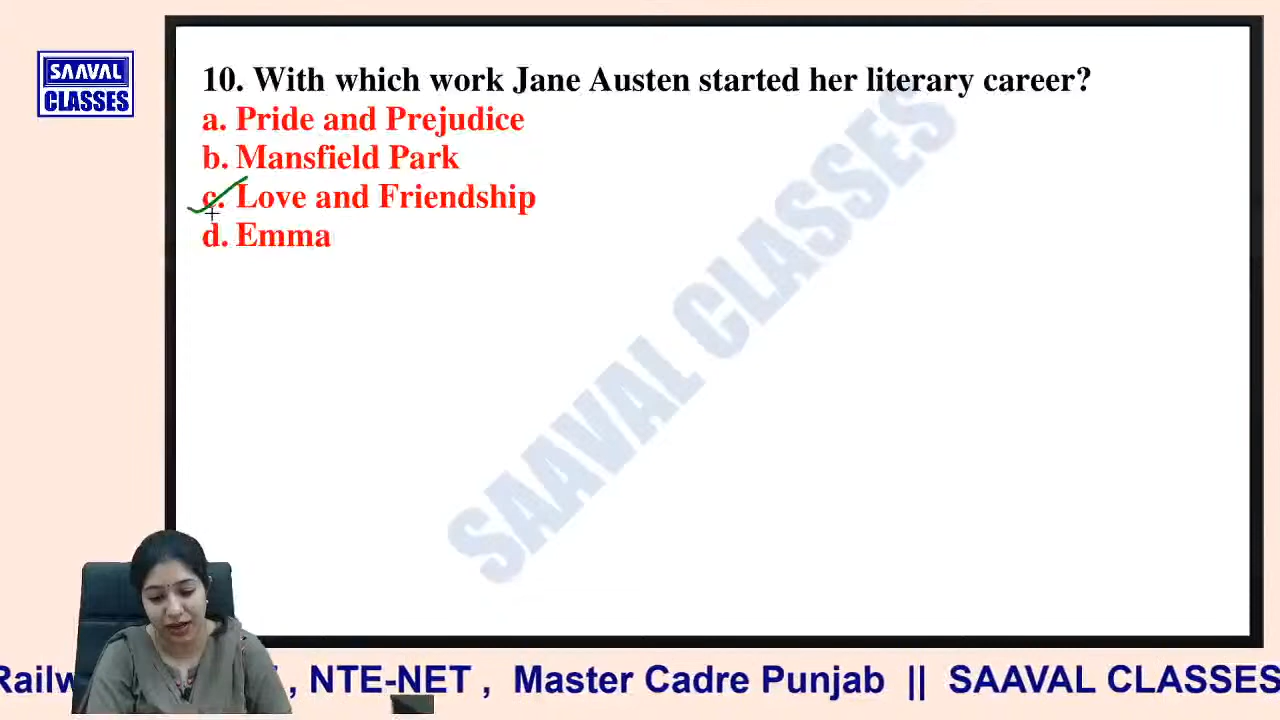 SAAVAL
CLASSES
10. With which work Jane Austen started her literary career?
a. Pride and Prejudice
b. Mansfield Park
c. Love and Friendship
d. Emma
SAAVAL CLASSES
, NTE-NET , Master Cadre Punjab || SAAVAL CLASSES